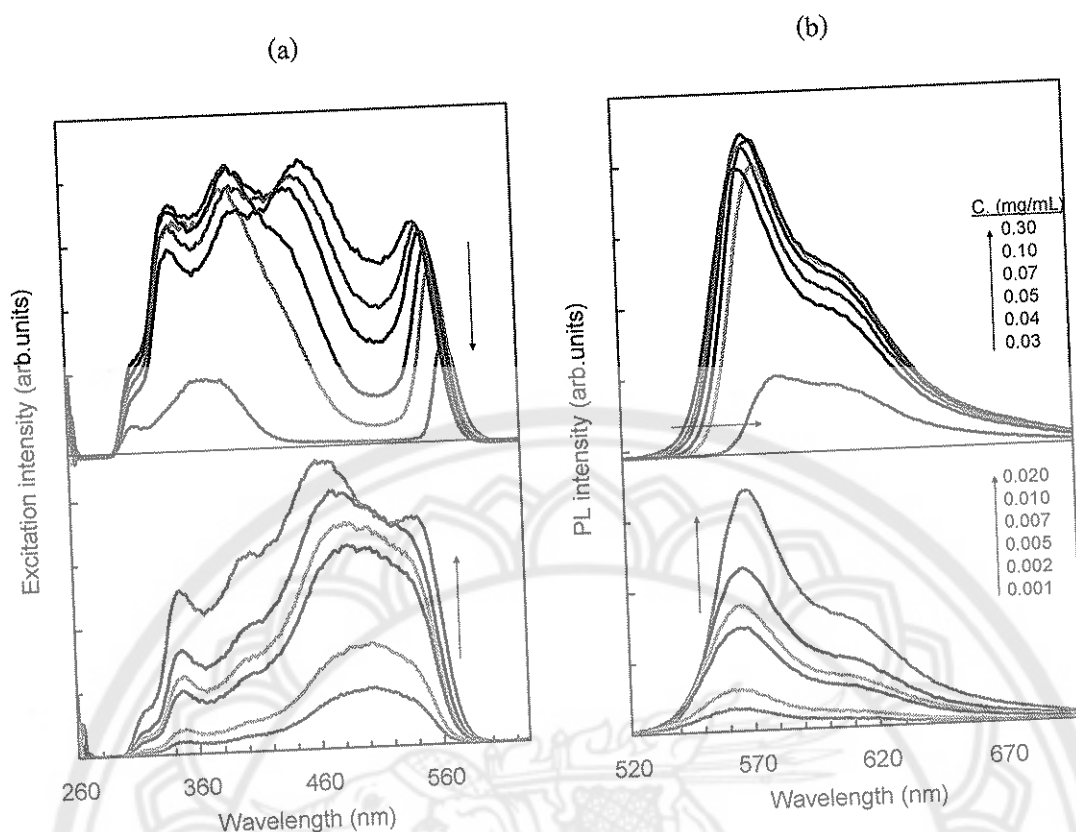 (a)
(b)
Excitation intensity (arb.units)
260 360 460 560
Wavelength (nm)
PL intensity (arb.units)
C. (mg/mL)
0.30
0.10
0.07
0.05
0.04
0.03
0.020
0.010
0.007
0.005
0.002
0.001
520 570 620 670
Wavelength (nm)